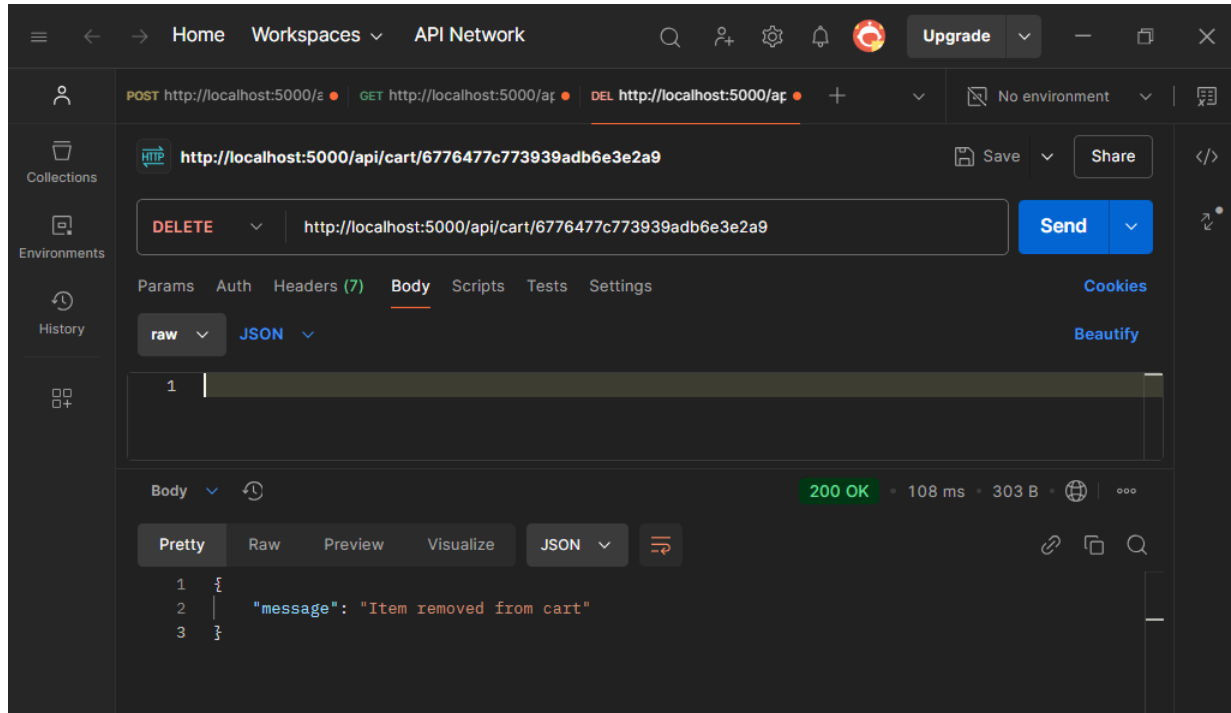 Home Workspaces API Network Upgrade
POST http://localhost:5000/a GET http://localhost:5000/ap DEL http://localhost:5000/ap No environment
HTTP http://localhost:5000/api/cart/6776477c773939adb6e3e2a9 Save Share
Collections
DELETE http://localhost:5000/api/cart/6776477c773939adb6e3e2a9 Send
Environments
Params Auth Headers (7) Body Scripts Tests Settings Cookies
History
raw JSON Beautify
1
Body 200 OK • 108 ms • 303 B •
Pretty Raw Preview Visualize JSON
1 {
2 "message": "Item removed from cart"
3 }